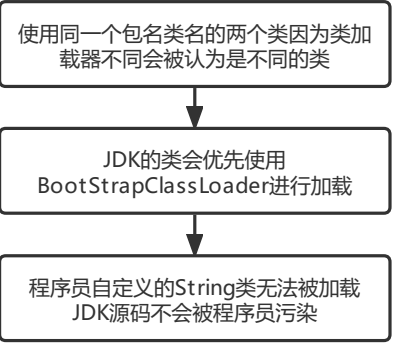 使用同一个包名类名的两个类因为类加
载器不同会被认为是不同的类
JDK的类会优先使用
BootStrapClassLoader进行加载
程序员自定义的String类无法被加载
JDK源码不会被程序员污染